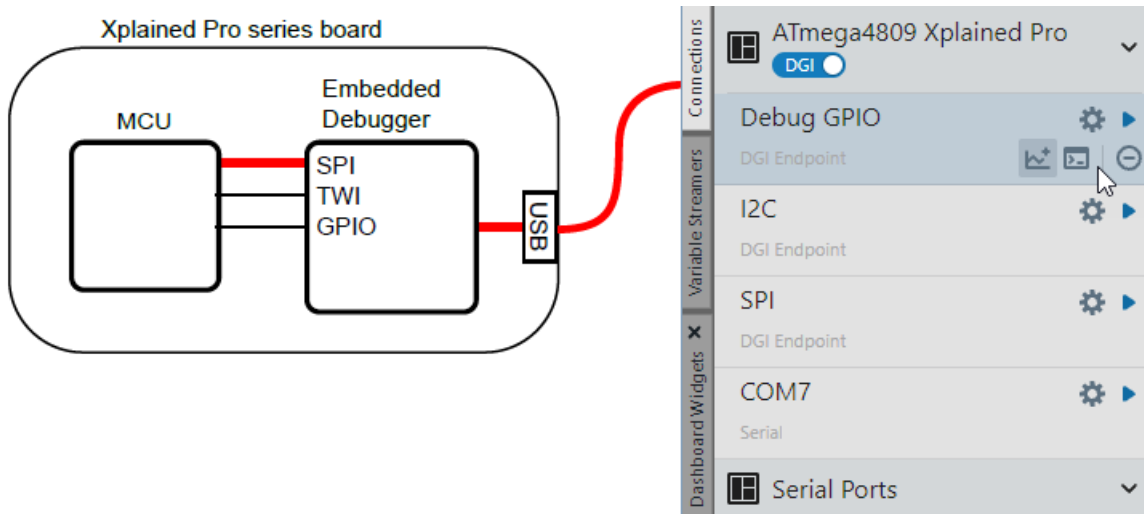 Xplained Pro series board
MCU
Embedded
Debugger
SPI
TWI
GPIO
USB
Connections
Variable Streamers
Dashboard Widgets
ATmega4809 Xplained Pro
DGI
Debug GPIO
DGI Endpoint
I2C
DGI Endpoint
SPI
DGI Endpoint
COM7
Serial
Serial Ports